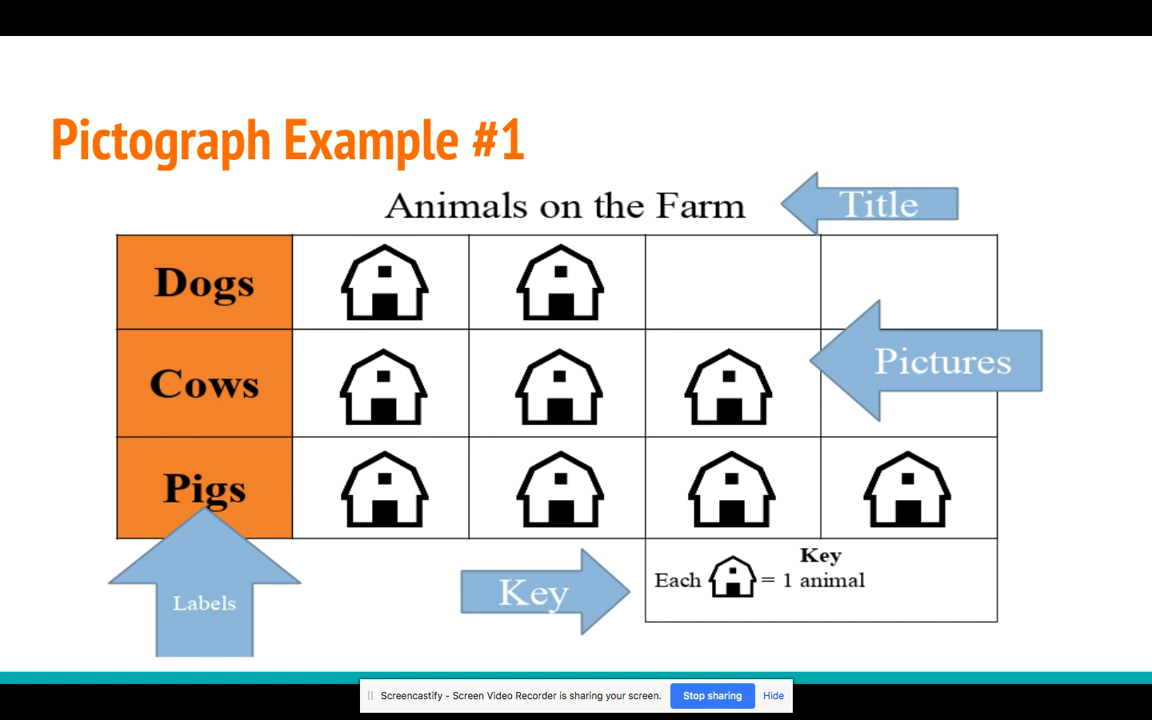 Pictograph Example #1
Animals on the Farm
Title
Dogs
Cows
Pictures
Pigs
Labels
Key
Key
Each = 1 animal
Screencastify - Screen Video Recorder is sharing your screen. Stop sharing Hide